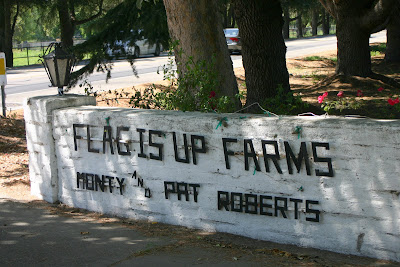 FLAG IS UP FARMS
MONTY AND PAT ROBERTS